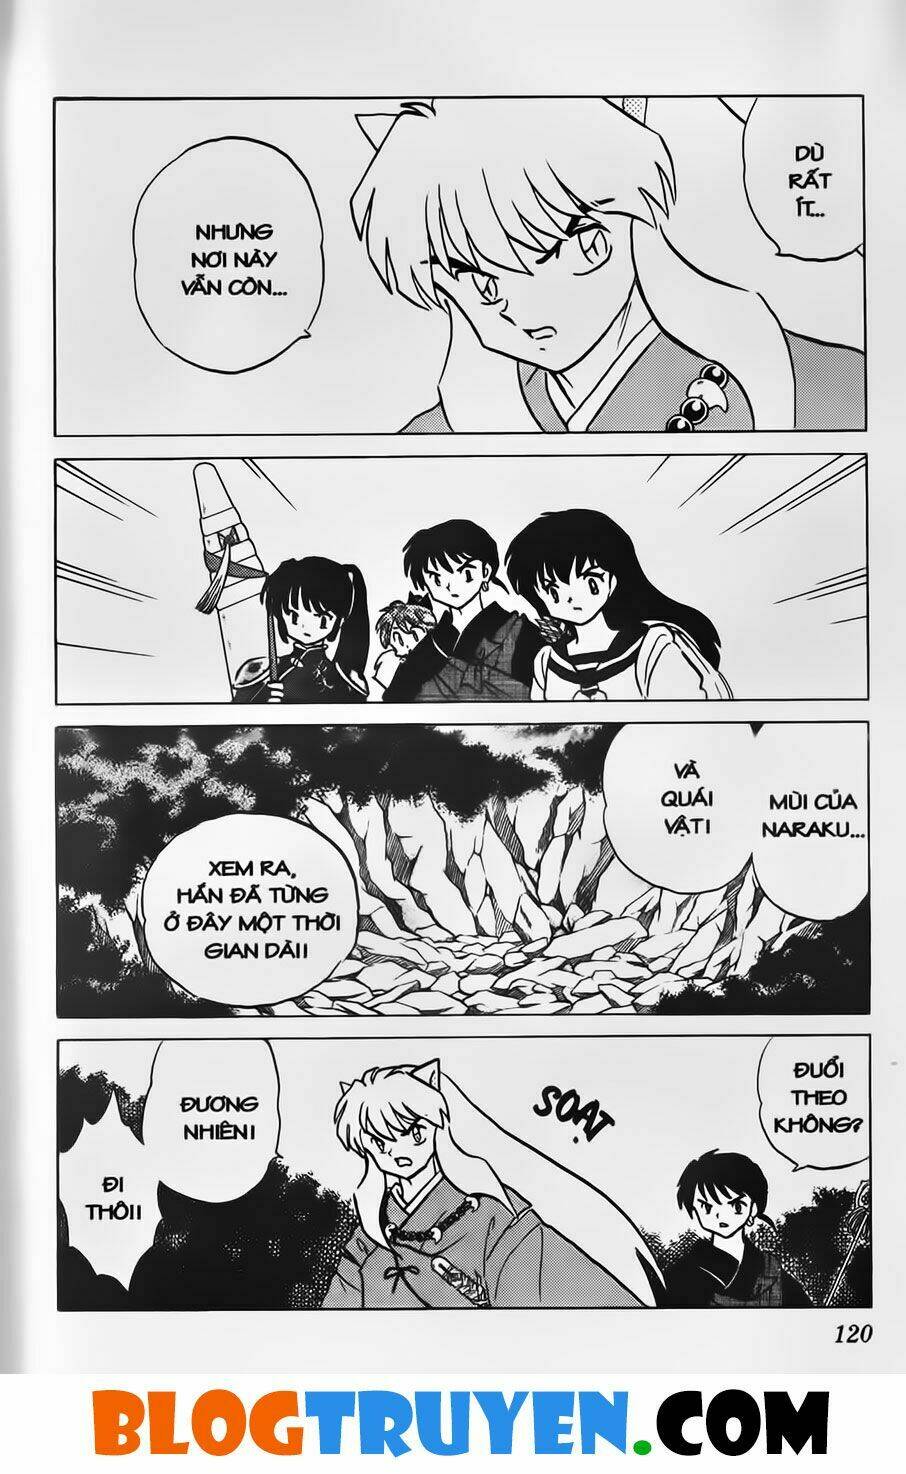 DÙ
RẤT
ÍT...
NHƯNG
NƠI NÀY
VẪN CÒN...
MÙI CỦA
NARAKU...
VÀ
QUÁI
VẬT!
XEM RA,
HẮN ĐÃ TỪNG
Ở ĐÂY MỘT THỜI
GIAN DÀI!
ĐUỔI
THEO
KHÔNG?
SOẠT
ĐƯƠNG
NHIÊN!
ĐI
THÔI!
120
BLOGTRUYEN.COM